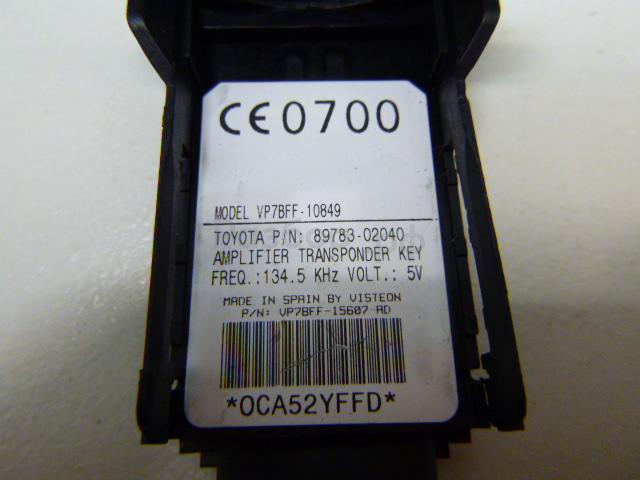 CE0700
MODEL VP7BFF-10849
TOYOTA P/N: 89783-02040
AMPLIFIER TRANSPONDER KEY
FREQ.:134.5 KHz VOLT.: 5V
MADE IN SPAIN BY VISTEON
P/N: VP7BFF-15607 AD
*0CA52YFFD*